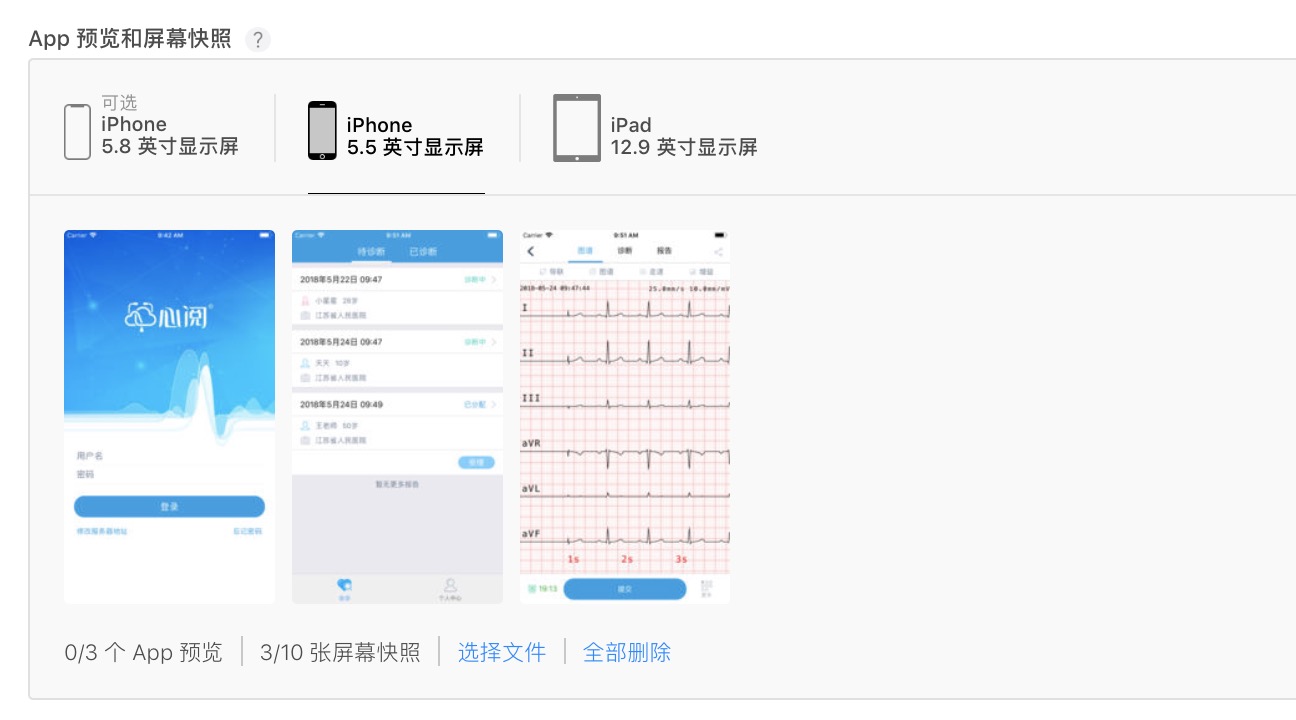 App 预览和屏幕快照 ?
可选
iPhone
5.8 英寸显示屏
iPhone
5.5 英寸显示屏
iPad
12.9 英寸显示屏
Carrier 9:42 AM
心阅
用户名
密码
登录
修改服务器地址 忘记密码
Carrier 9:51 AM
待诊断 已诊断
2018年5月22日 09:47 诊断中
小星星 28岁
江苏省人民医院
2018年5月24日 09:47 诊断中
天天 10岁
江苏省人民医院
2018年5月24日 09:49 已分配
王老师 60岁
江苏省人民医院
暂无更多报告
个人中心
Carrier 9:51 AM
图谱 诊断 报告
导联 图谱 走速 增益
2018-05-24 09:47:44 25.0mm/s 10.0mm/mV
I
II
III
aVR
aVL
aVF
1s 2s 3s
19:13 提交
0/3 个 App 预览
3/10 张屏幕快照
选择文件
全部删除